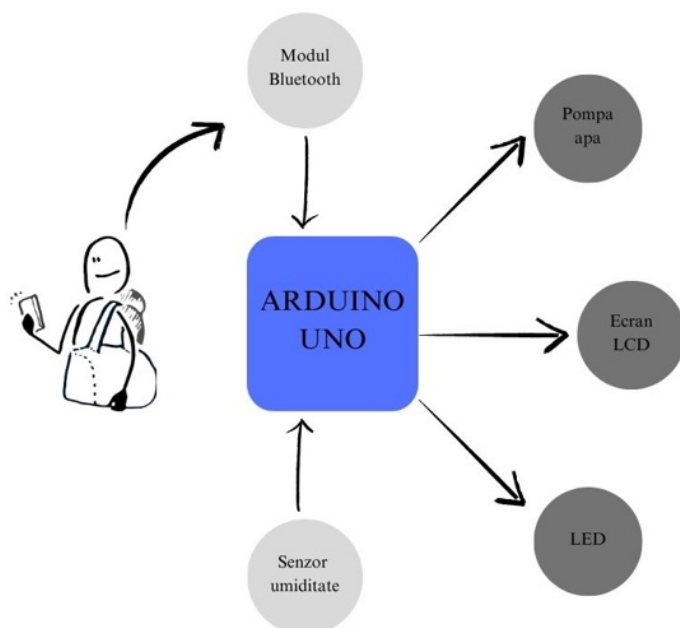 Modul
Bluetooth
Pompa
apa
ARDUINO
UNO
Ecran
LCD
Senzor
umiditate
LED